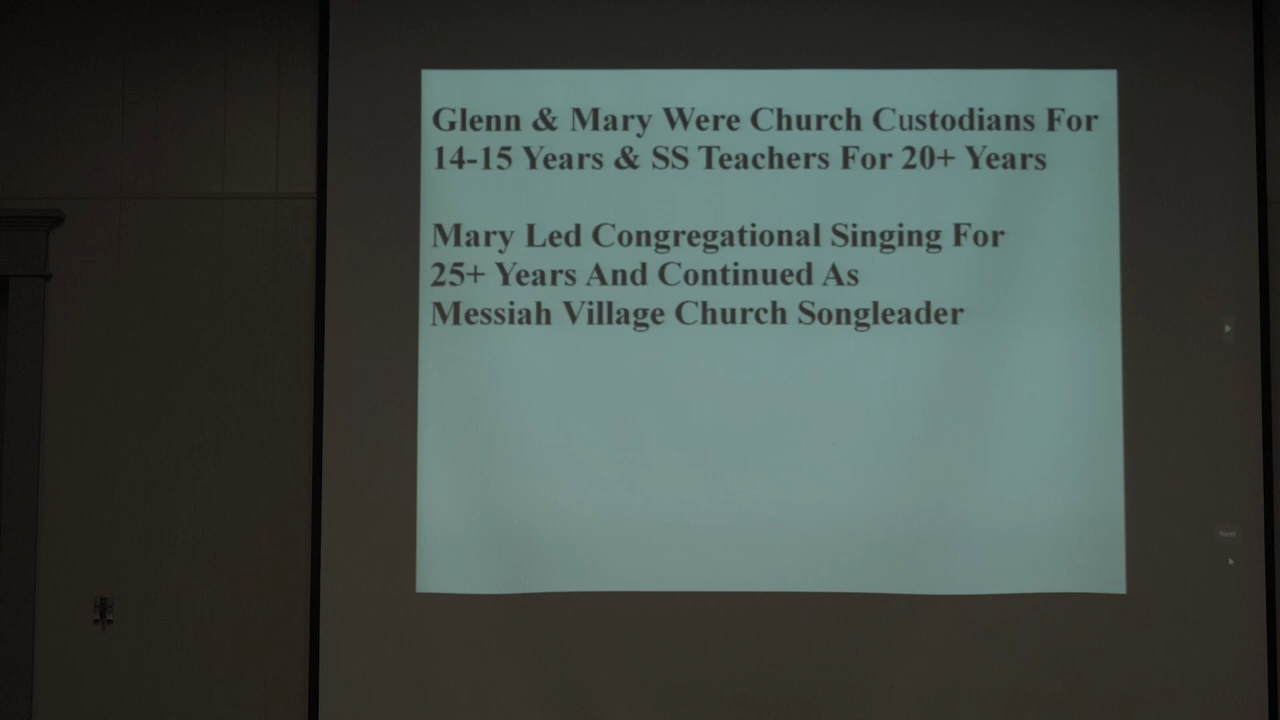 Glenn & Mary Were Church Custodians For
14-15 Years & SS Teachers For 20+ Years
Mary Led Congregational Singing For
25+ Years And Continued As
Messiah Village Church Songleader
Next